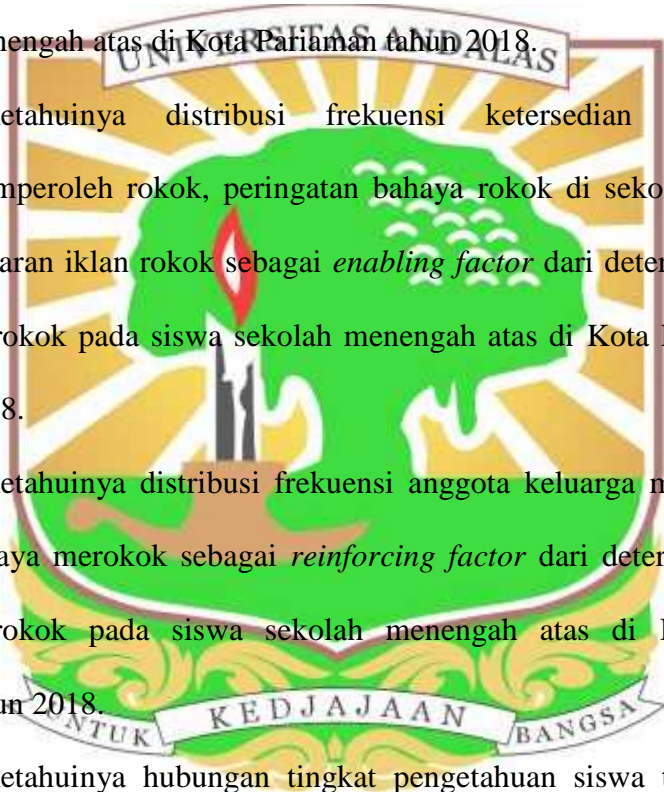 nengah atas di Kota Pariaman tahun 2018.
UNIVERSITAS ANDALAS
etahuinya distribusi frekuensi ketersedian
mperoleh rokok, peringatan bahaya rokok di seko
aran iklan rokok sebagai enabling factor dari deter
rokok pada siswa sekolah menengah atas di Kota
8.
etahuinya distribusi frekuensi anggota keluarga m
aya merokok sebagai reinforcing factor dari deter
rokok pada siswa sekolah menengah atas di
un 2018.
UNTUK KEDJAJAAN BANGSA
etahuinya hubungan tingkat pengetahuan siswa t